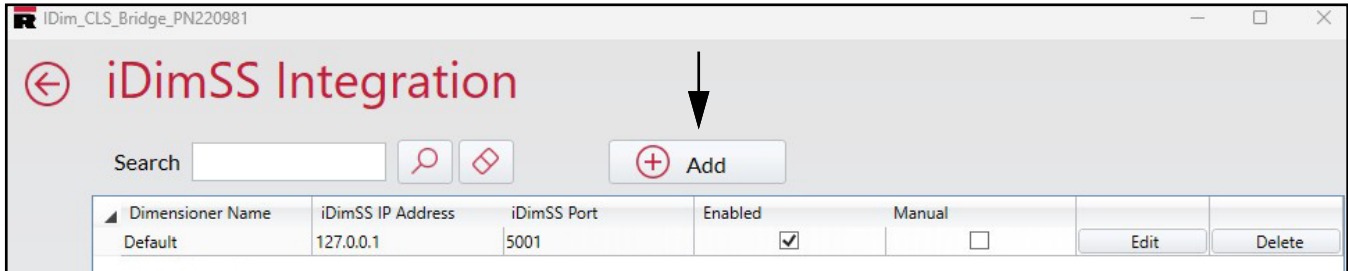 IDim_CLS_Bridge_PN220981
iDimSS Integration
Search Add
Dimensioner Name iDimSS IP Address iDimSS Port Enabled Manual
Default 127.0.0.1 5001 Edit Delete